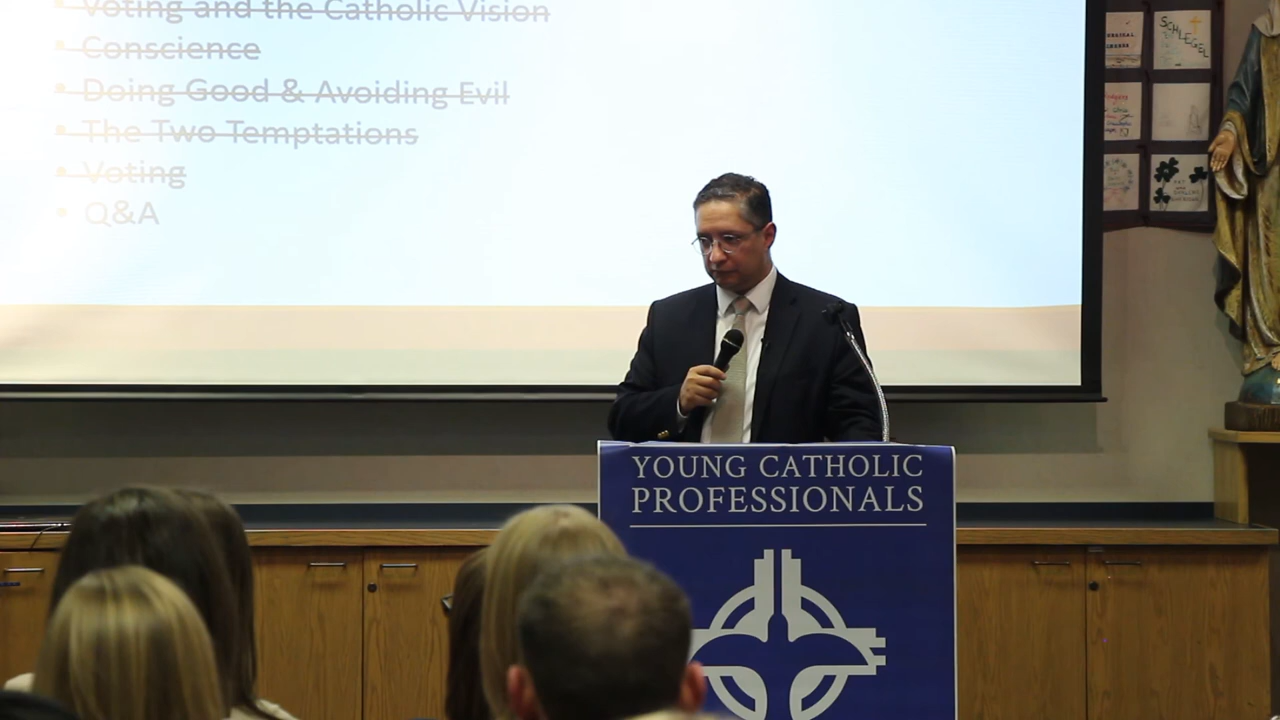 Voting and the Catholic Vision
Conscience
Doing Good & Avoiding Evil
The Two Temptations
Voting
Q&A
SCHLEGEL
YOUNG CATHOLIC
PROFESSIONALS